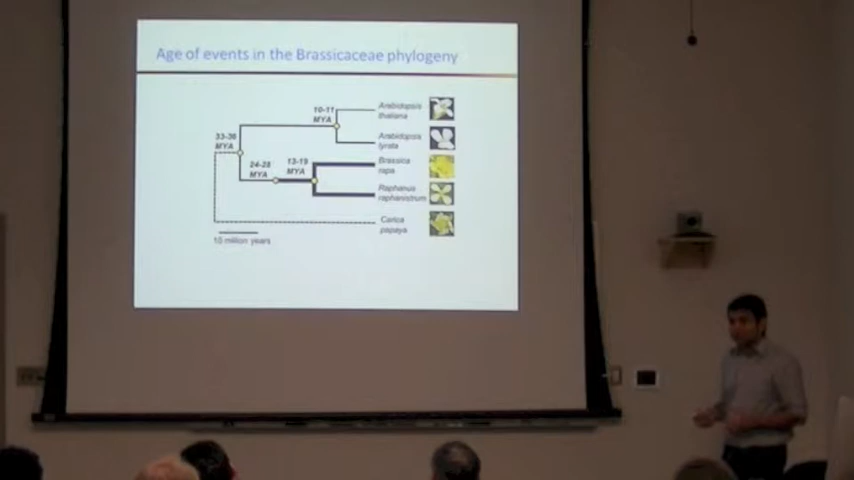 Age of events in the Brassicaceae phylogeny
10-11
MYA
Arabidopsis
thaliana
33-36
MYA
Arabidopsis
lyrata
24-28
MYA
13-19
MYA
Brassica
rapa
Raphanus
raphanistrum
Carica
papaya
10 million years